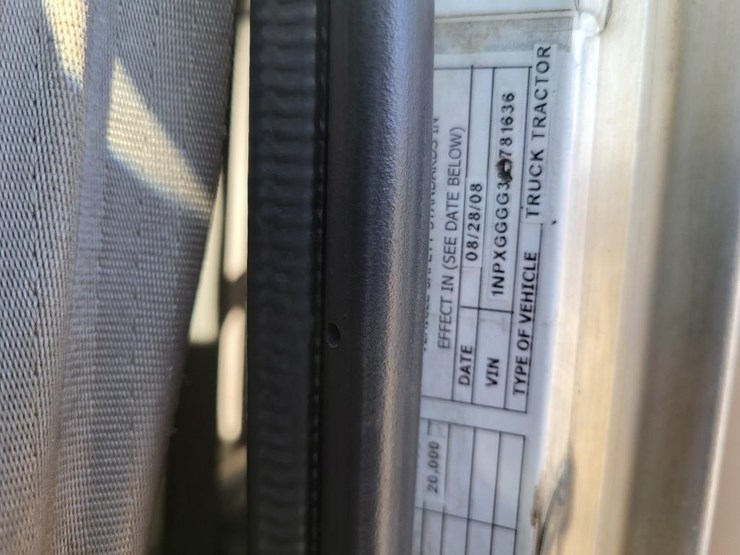 EFFECT IN (SEE DATE BELOW)
DATE 08/28/08
VIN
TYPE OF VEHICLE TRUCK TRACTOR
20,000